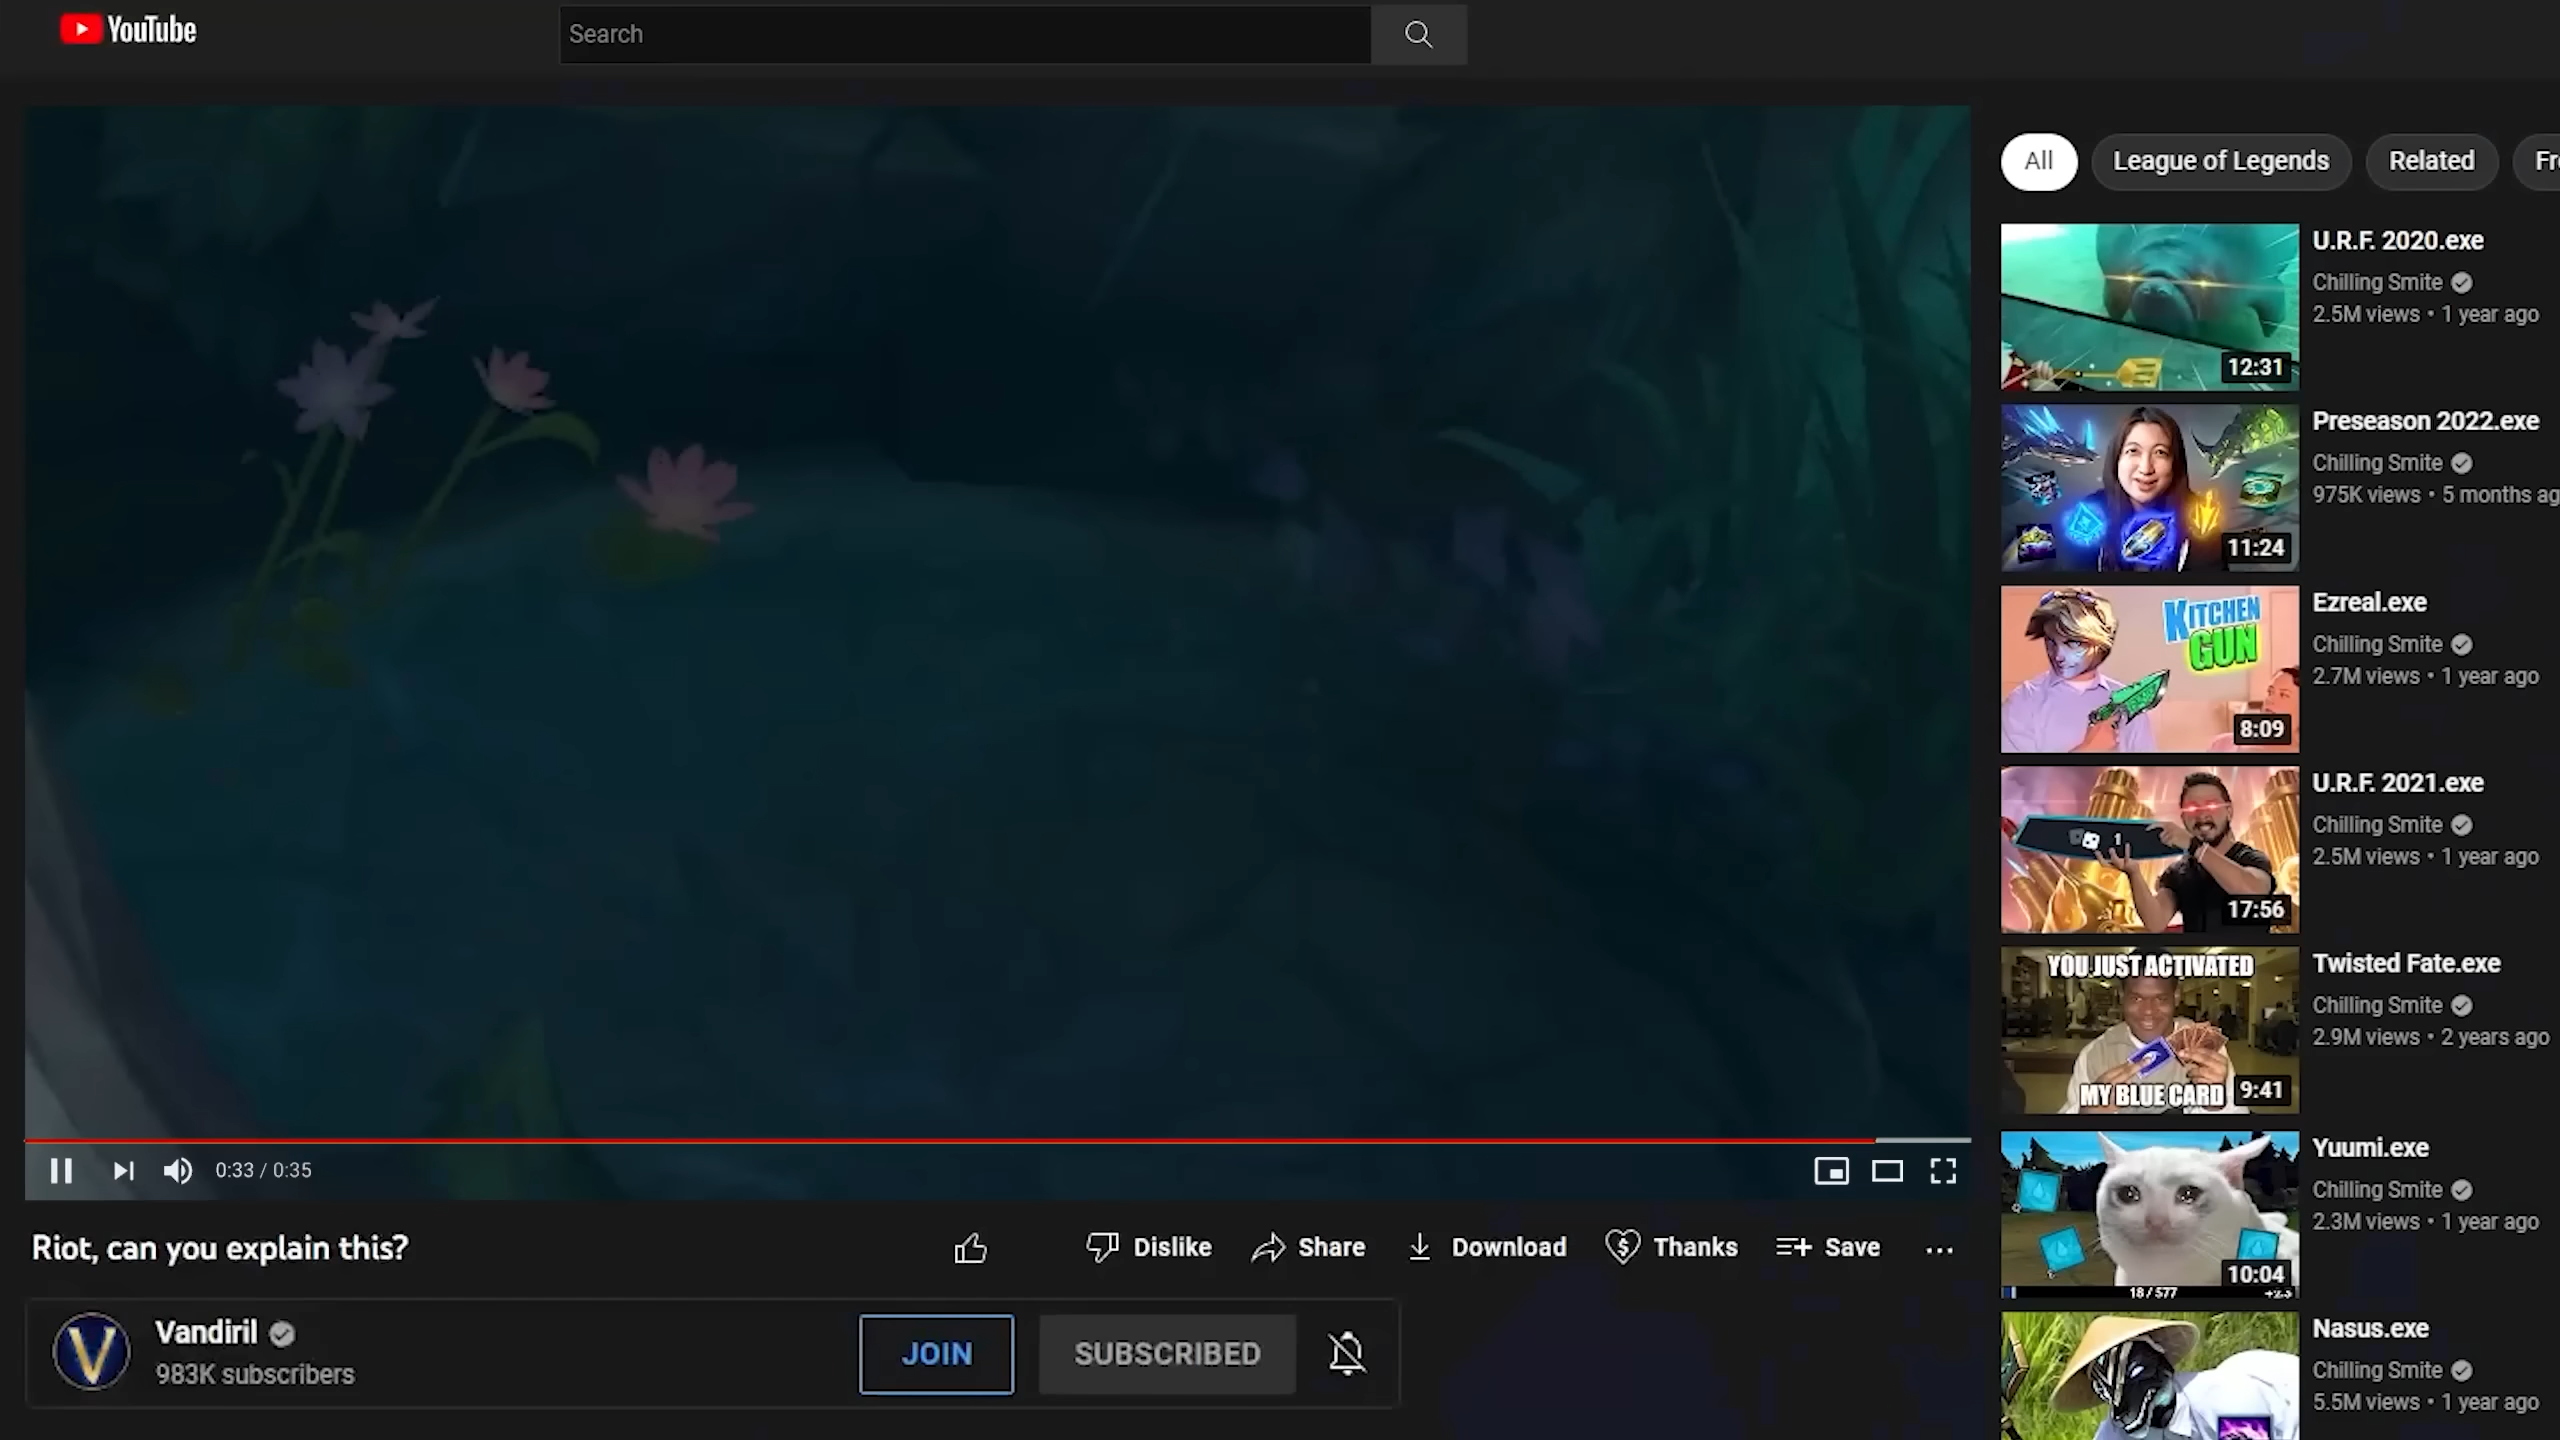 YouTube
Search
All
League of Legends
Related
Fr
U.R.F. 2020.exe
Chilling Smite
2.5M views • 1 year ago
12:31
Preseason 2022.exe
Chilling Smite
975K views • 5 months ag
11:24
KITCHEN
GUN
8:09
Ezreal.exe
Chilling Smite
2.7M views • 1 year ago
1
17:56
U.R.F. 2021.exe
Chilling Smite
2.5M views • 1 year ago
YOU JUST ACTIVATED
MY BLUE CARD
9:41
Twisted Fate.exe
Chilling Smite
2.9M views • 2 years ago
10:04
18 / 577
Yuumi.exe
Chilling Smite
2.3M views • 1 year ago
Nasus.exe
Chilling Smite
5.5M views • 1 year ago
0:33 / 0:35
Riot, can you explain this?
Dislike
Share
Download
Thanks
Save
V
Vandiril
983K subscribers
JOIN
SUBSCRIBED